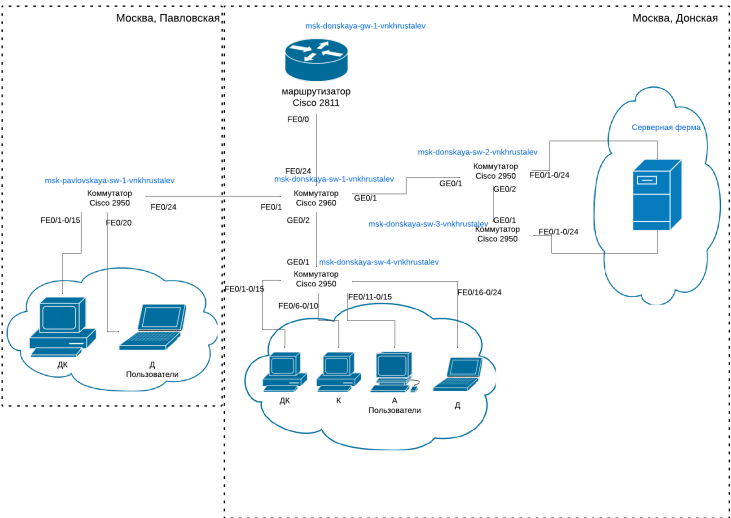 Москва, Павловская
Москва, Донская
msk-donskaya-gw-1-vnkhrustalev
маршрутизатор
Cisco 2811
FE0/0
Серверная ферма
msk-donskaya-sw-2-vnkhrustalev
Коммутатор
Cisco 2950
GE0/1
FE0/1-0/24
GE0/2
FE0/24
msk-donskaya-sw-1-vnkhrustalev
Коммутатор
Cisco 2960
FE0/1
GE0/1
GE0/2
msk-pavlovskaya-sw-1-vnkhrustalev
Коммутатор
Cisco 2950
FE0/24
FE0/1-0/15
FE0/20
msk-donskaya-sw-3-vnkhrustalev
GE0/1
Коммутатор
Cisco 2950
FE0/1-0/24
GE0/1
msk-donskaya-sw-4-vnkhrustalev
Коммутатор
Cisco 2950
FE0/1-0/15
FE0/6-0/10
FE0/11-0/15
FE0/16-0/24
ДК
Д
Пользователи
ДК
К
А
Д
Пользователи